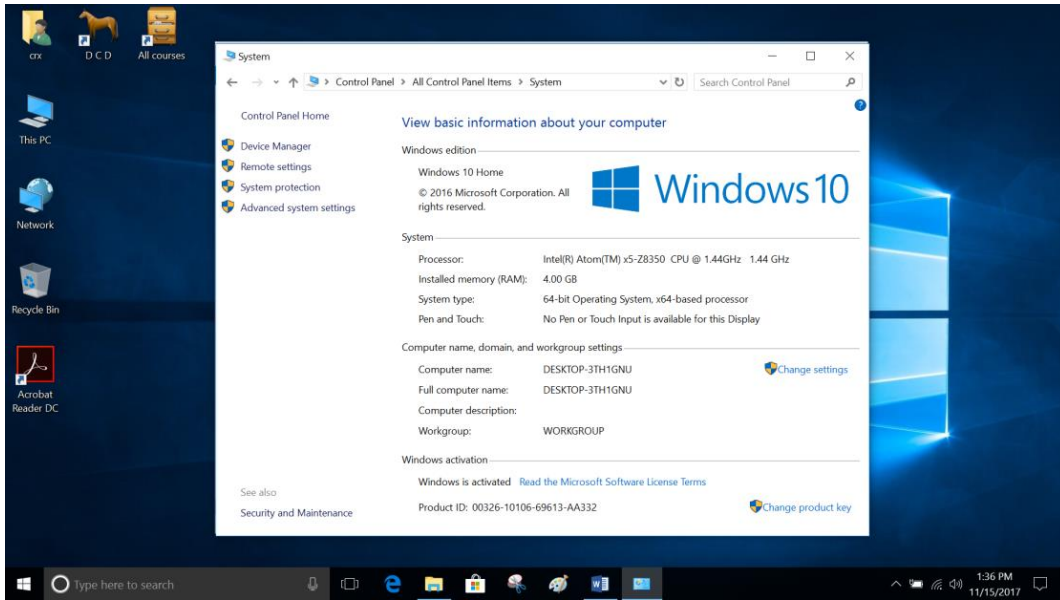 crx
D C D
All courses
This PC
Network
Recycle Bin
Acrobat
Reader DC
System
Control Panel > All Control Panel Items > System
Search Control Panel
Control Panel Home
Device Manager
Remote settings
System protection
Advanced system settings
See also
Security and Maintenance
View basic information about your computer
Windows edition
Windows 10 Home
© 2016 Microsoft Corporation. All
rights reserved.
Windows 10
System
Processor: Intel(R) Atom(TM) x5-Z8350 CPU @ 1.44GHz 1.44 GHz
Installed memory (RAM): 4.00 GB
System type: 64-bit Operating System, x64-based processor
Pen and Touch: No Pen or Touch Input is available for this Display
Computer name, domain, and workgroup settings
Computer name: DESKTOP-3TH1GNU
Change settings
Full computer name: DESKTOP-3TH1GNU
Computer description:
Workgroup: WORKGROUP
Windows activation
Windows is activated Read the Microsoft Software License Terms
Product ID: 00326-10106-69613-AA332
Change product key
Type here to search
1:36 PM
11/15/2017